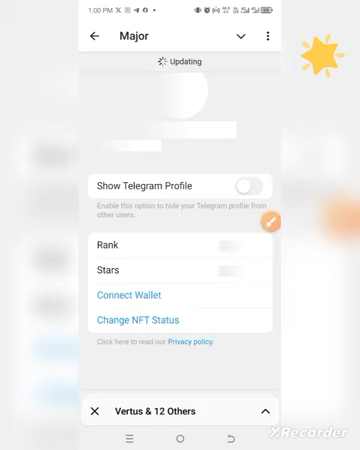 1:00 PM
Major
Updating
Show Telegram Profile
Enable this option to hide your Telegram profile from
other users.
Rank
Stars
Connect Wallet
Change NFT Status
Click here to read our Privacy policy.
Vertus & 12 Others
XRecorder